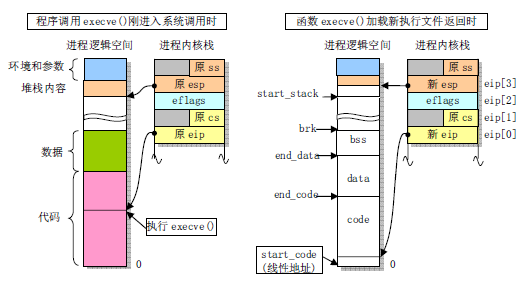 程序调用 execve()刚进入系统调用时
进程逻辑空间
进程内核栈
环境和参数
堆栈内容
数据
代码
原 ss
原 esp
eflags
原 cs
原 eip
执行 execve()
0
函数 execve()加载新执行文件返回时
进程逻辑空间
进程内核栈
start_stack
brk
end_data
end_code
start_code
(线性地址)
bss
data
code
0
原 ss
新 esp
eflags
原 cs
新 eip
eip[3]
eip[2]
eip[1]
eip[0]